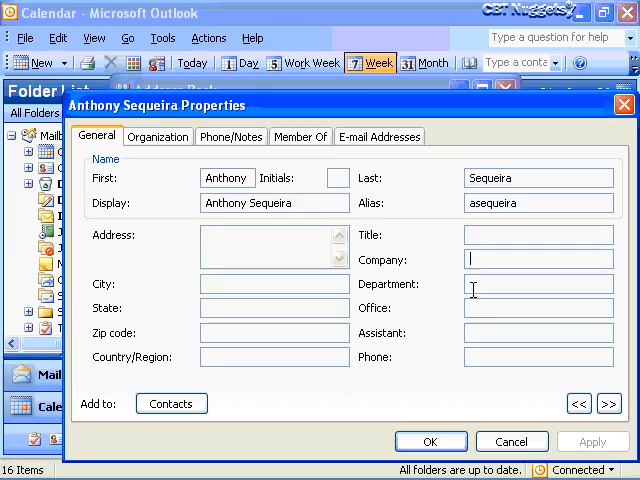 Calendar - Microsoft Outlook
CBT Nuggets
File Edit View Go Tools Actions Help
Type a question for help
New Today 1 Day 5 Work Week 7 Week 31 Month Type a conta
Folder List
Address Book
All Folders
Anthony Sequeira Properties
General Organization Phone/Notes Member Of E-mail Addresses
Mailb
Name
First: Anthony Initials: Last: Sequeira
Display: Anthony Sequeira Alias: asequeira
Address: Title:
Company:
City: Department:
State: Office:
Zip code: Assistant:
Country/Region: Phone:
Mail
Add to: Contacts << >>
Cale
OK Cancel Apply
16 Items All folders are up to date. Connected